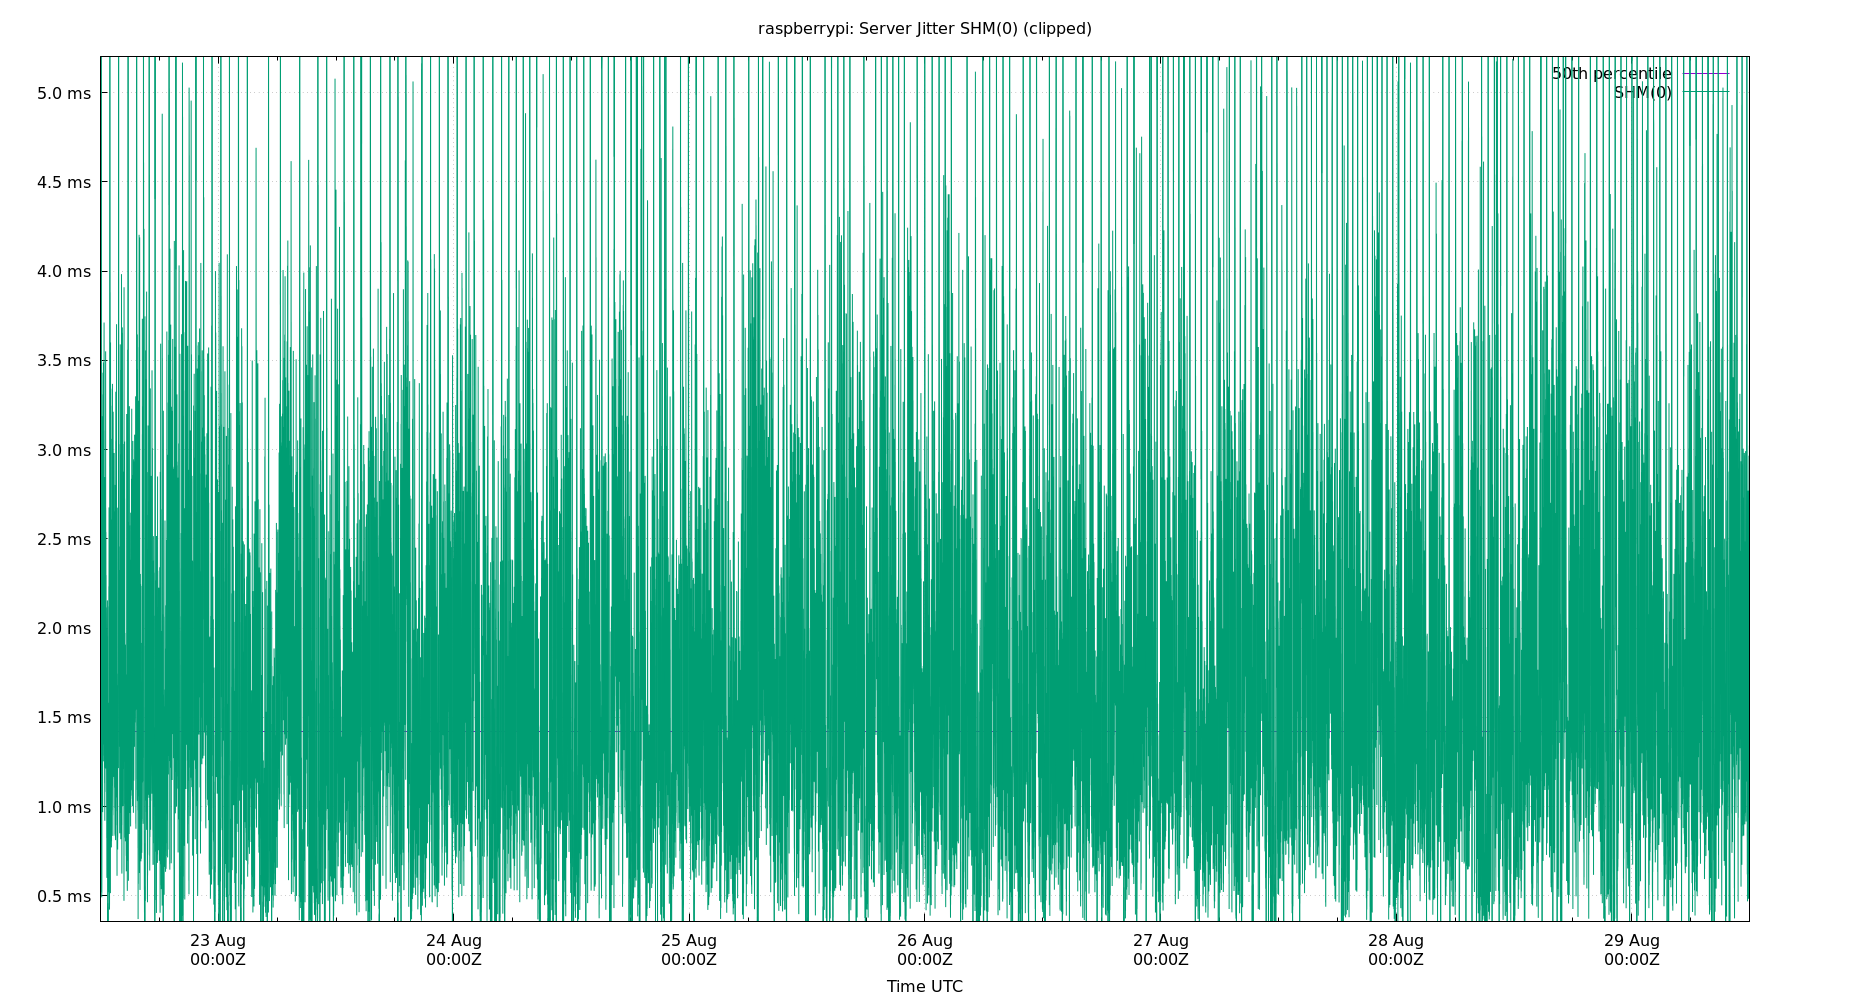 raspberrypi: Server Jitter SHM(0) (clipped)
50th percentile
SHM(0)
5.0 ms
4.5 ms
4.0 ms
3.5 ms
3.0 ms
2.5 ms
2.0 ms
1.5 ms
1.0 ms
0.5 ms
23 Aug 24 Aug 25 Aug 26 Aug 27 Aug 28 Aug 29 Aug
00:00Z 00:00Z 00:00Z 00:00Z 00:00Z 00:00Z 00:00Z
Time UTC